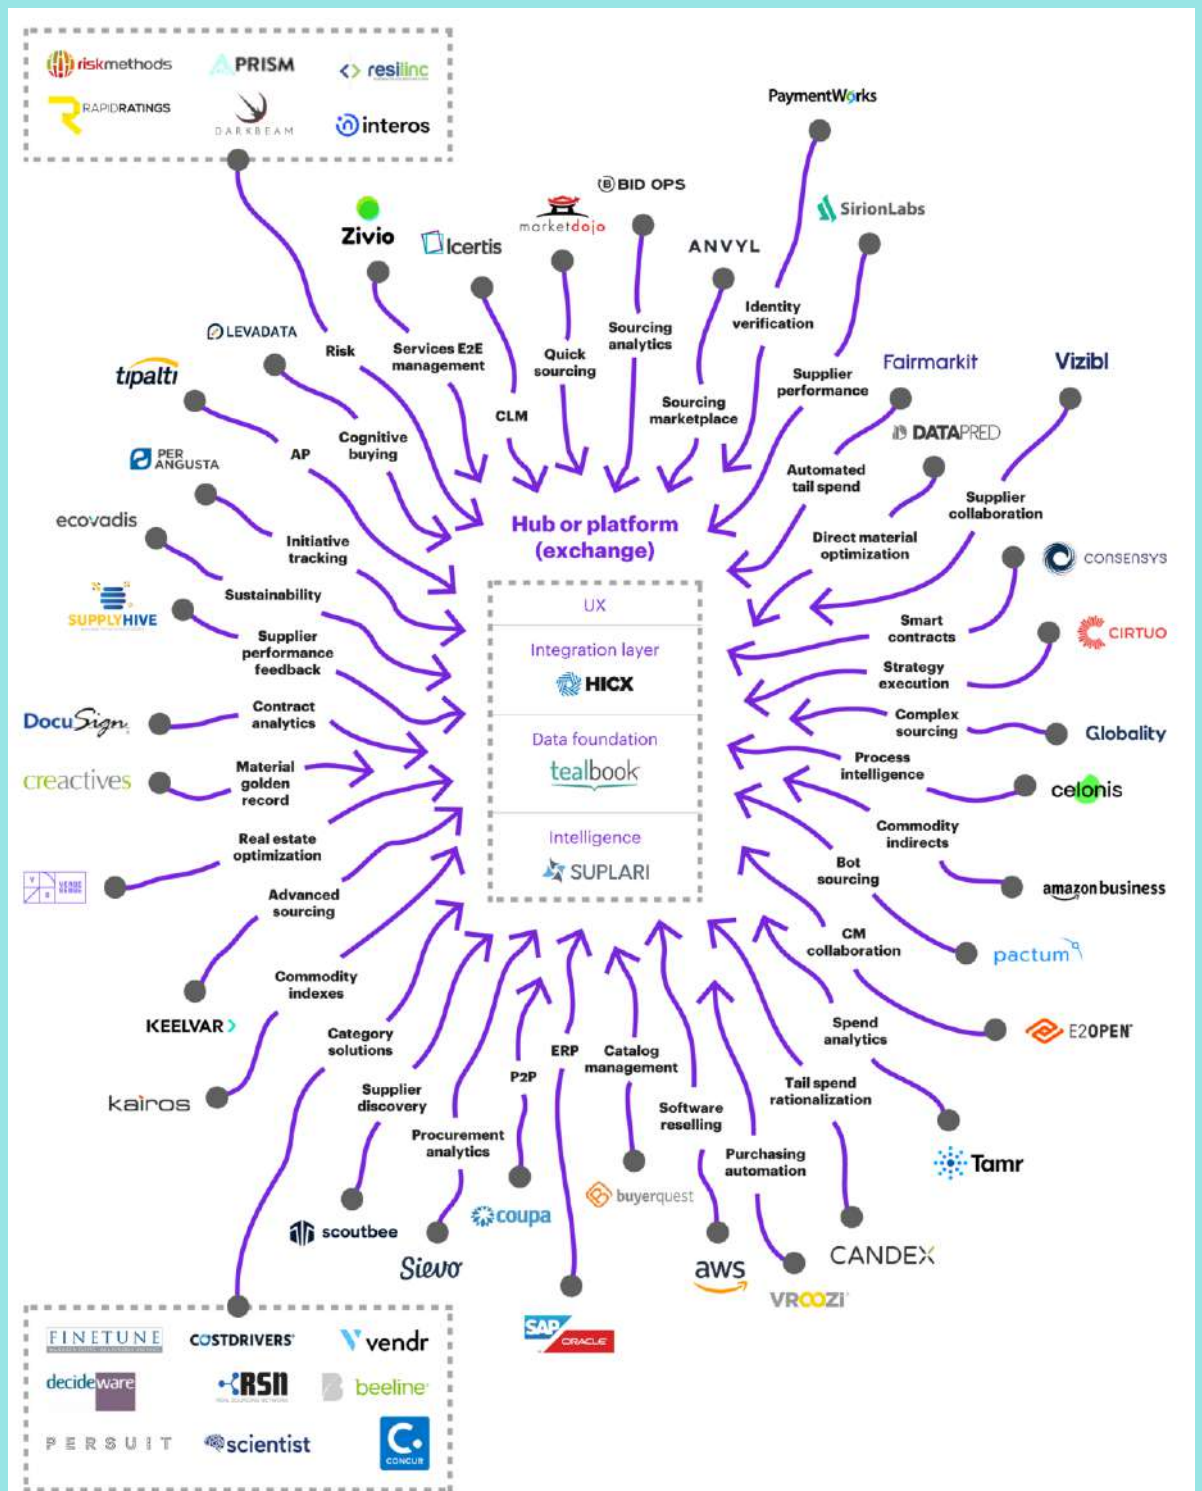 riskmethods
PRISM
resilinc
RAPIDRATINGS
DARKBEAM
interos
PaymentWorks
BID OPS
SirionLabs
Zivio
Icertis
marketdojo
ANVYL
LEVADATA
Risk
Services E2E
management
Quick
sourcing
Sourcing
analytics
Identity
verification
Supplier
performance
Fairmarkit
Vizibl
tipalti
CLM
Sourcing
marketplace
DATAPRED
Cognitive
buying
AP
PER
ANGUSTA
Automated
tail spend
Supplier
collaboration
ecovadis
Initiative
tracking
Hub or platform
(exchange)
Direct material
optimization
CONSENSYS
Sustainability
SUPPLYHIVE
UX
Smart
contracts
CIRTUO
Supplier
performance
feedback
Integration layer
HICX
Strategy
execution
DocuSign
Contract
analytics
Complex
sourcing
Globality
Data foundation
tealbook
Process
intelligence
creactives
Material
golden
record
celonis
Real estate
optimization
Intelligence
SUPLARI
Commodity
indirects
Bot
sourcing
amazon business
Advanced
sourcing
CM
collaboration
pactum
Commodity
indexes
KEELVAR
Category
solutions
Spend
analytics
E2OPEN
ERP
Catalog
management
P2P
kairos
Supplier
discovery
Tail spend
rationalization
Software
reselling
Procurement
analytics
Purchasing
automation
Tamr
buyerquest
coupa
scoutbee
Sievo
aws
CANDEX
VROOZI
SAP
ORACLE
FINETUNE
COSTDRIVERS
vendr
decideware
RSN
beeline
PERSUIT
scientist
C.
CONCUR